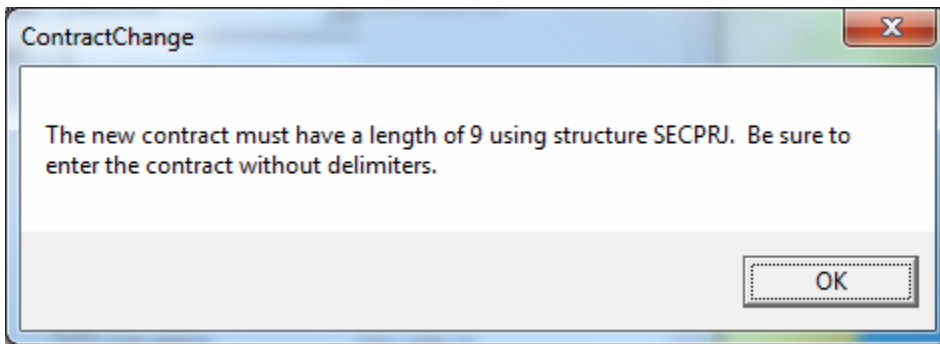 ContractChange
The new contract must have a length of 9 using structure SECPRJ.  Be sure to
enter the contract without delimiters.
OK